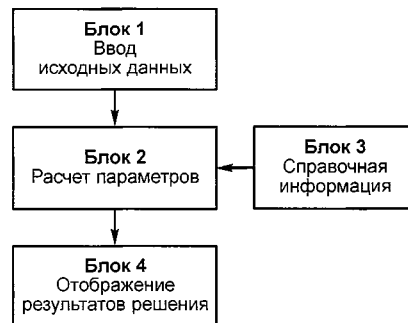 Блок 1
Ввод
исходных данных
Блок 2
Расчет параметров
Блок 3
Справочная
информация
Блок 4
Отображение
результатов решения